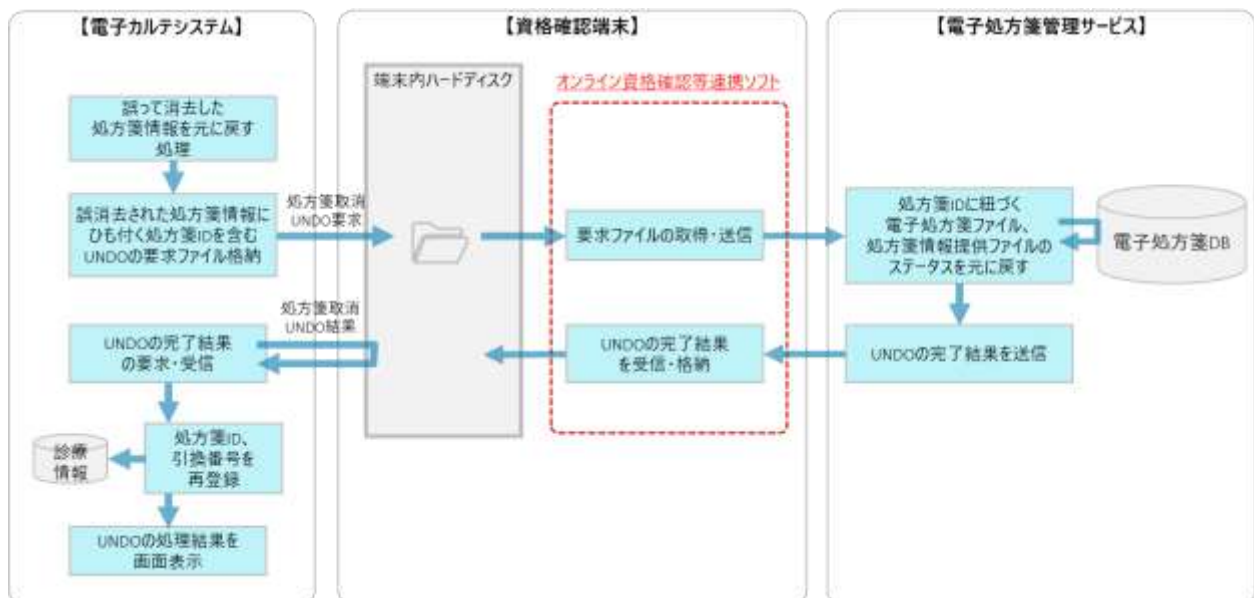 【電子カルテシステム】
誤って消去した
処方箋情報を元に戻す
処理
誤消去された処方箋情報に
ひも付く処方箋IDを含む
UNDOの要求ファイル格納
処方箋取消
UNDO要求
処方箋取消
UNDO結果
UNDOの完了結果
の要求・受信
処方箋ID、
引換番号を
再登録
診療
情報
UNDOの処理結果を
画面表示
【資格確認端末】
端末内ハードディスク
オンライン資格確認等連携ソフト
要求ファイルの取得・送信
UNDOの完了結果
を受信・格納
【電子処方箋管理サービス】
処方箋IDに紐づく
電子処方箋ファイル、
処方箋情報提供ファイルの
ステータスを元に戻す
電子処方箋DB
UNDOの完了結果を送信